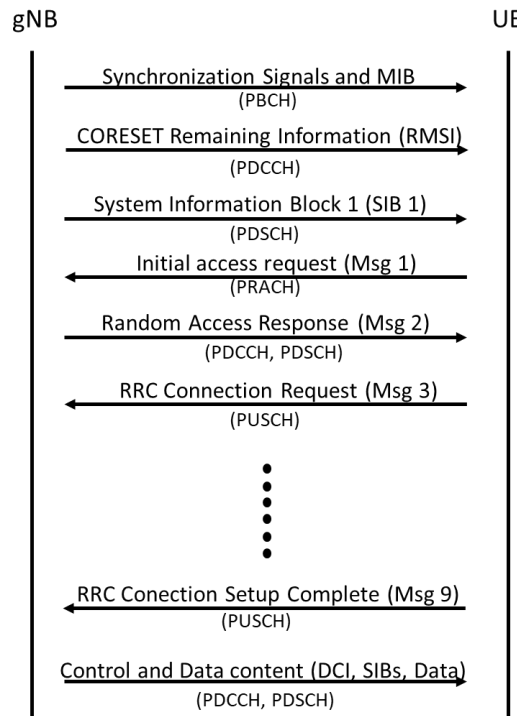 gNB
UE
Synchronization Signals and MIB
(PBCH)
CORESET Remaining Information (RMSI)
(PDCCH)
System Information Block 1 (SIB 1)
(PDSCH)
Initial access request (Msg 1)
(PRACH)
Random Access Response (Msg 2)
(PDCCH, PDSCH)
RRC Connection Request (Msg 3)
(PUSCH)
RRC Conection Setup Complete (Msg 9)
(PUSCH)
Control and Data content (DCI, SIBs, Data)
(PDCCH, PDSCH)